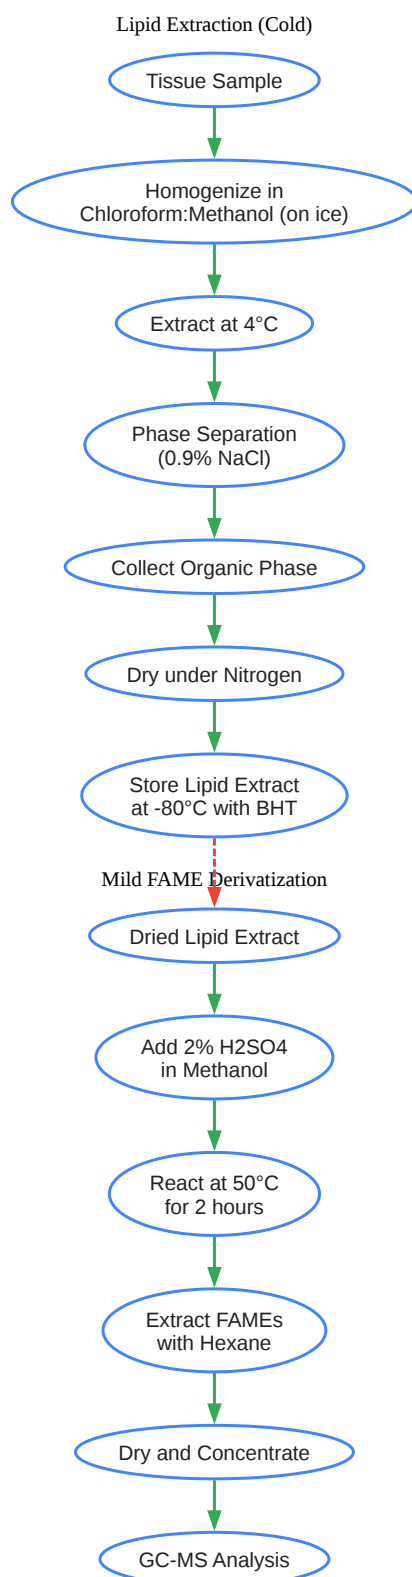 Lipid Extraction (Cold)
Tissue Sample
Homogenize in
Chloroform:Methanol (on ice)
Extract at 4°C
Phase Separation
(0.9% NaCl)
Collect Organic Phase
Dry under Nitrogen
Store Lipid Extract
at -80°C with BHT
Mild FAME Derivatization
Dried Lipid Extract
Add 2% H2SO4
in Methanol
React at 50°C
for 2 hours
Extract FAMEs
with Hexane
Dry and Concentrate
GC-MS Analysis